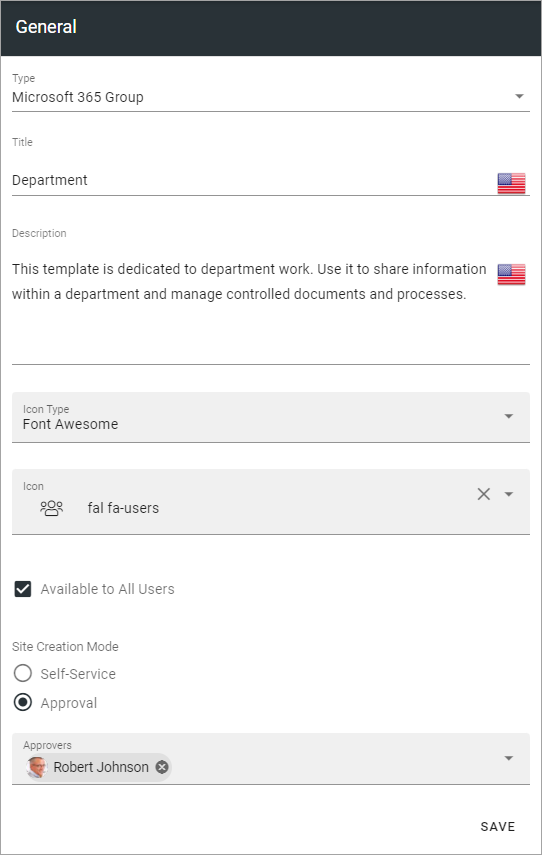 General
Type
Microsoft 365 Group
Title
Department
Description
This template is dedicated to department work. Use it to share information
within a department and manage controlled documents and processes.
Icon Type
Font Awesome
Icon
fal fa-users
Available to All Users
Site Creation Mode
Self-Service
Approval
Approvers
Robert Johnson
SAVE